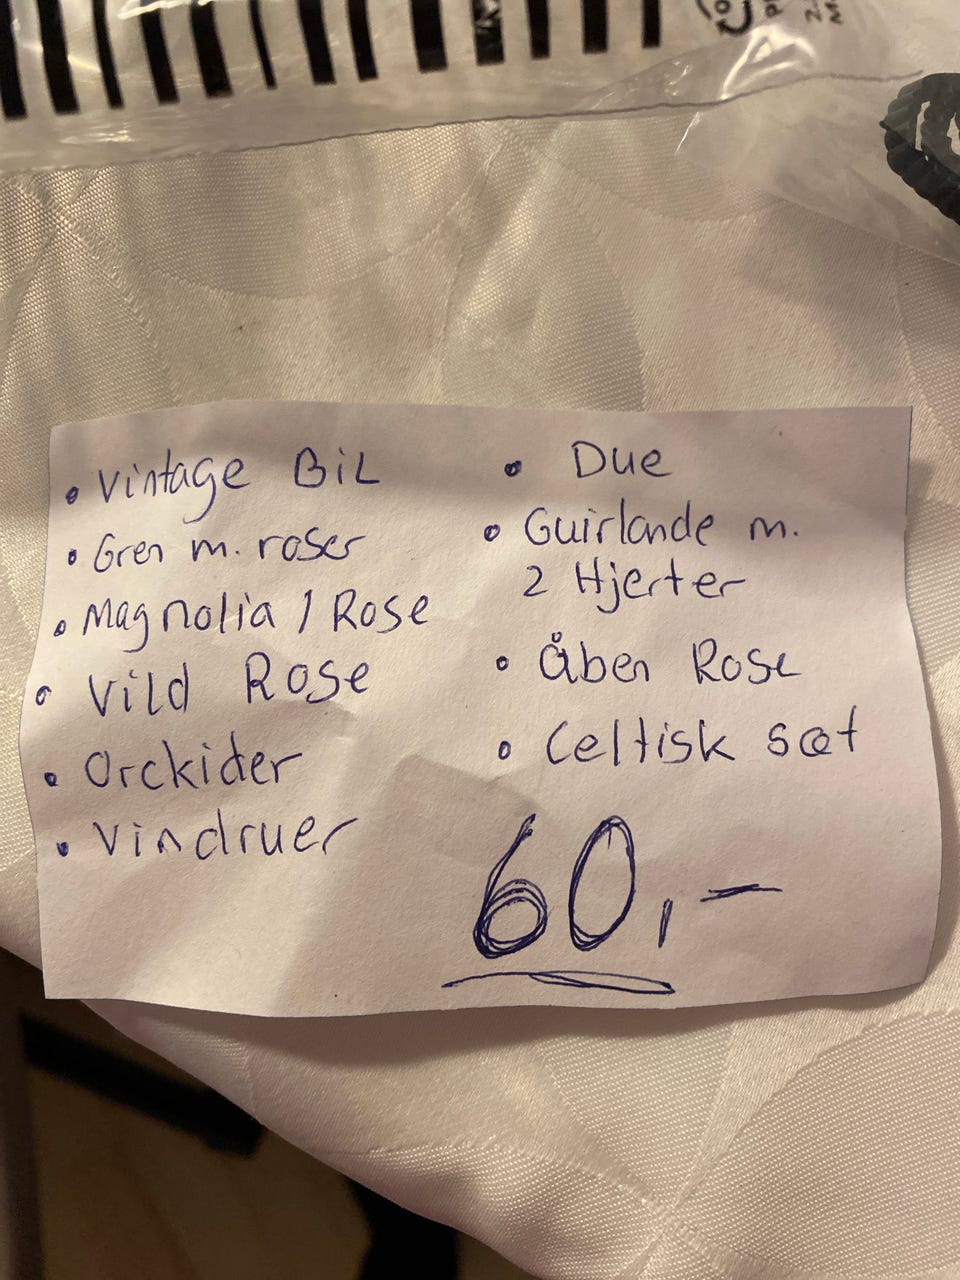 • Vintage BiL
• Gren m. roser
• Magnolia / Rose
• Vild Rose
• Orckider
• Vindruer
• Due
• Guirlande m.
2 Hjerter
• Åben Rose
• Celtisk sæt
60,-